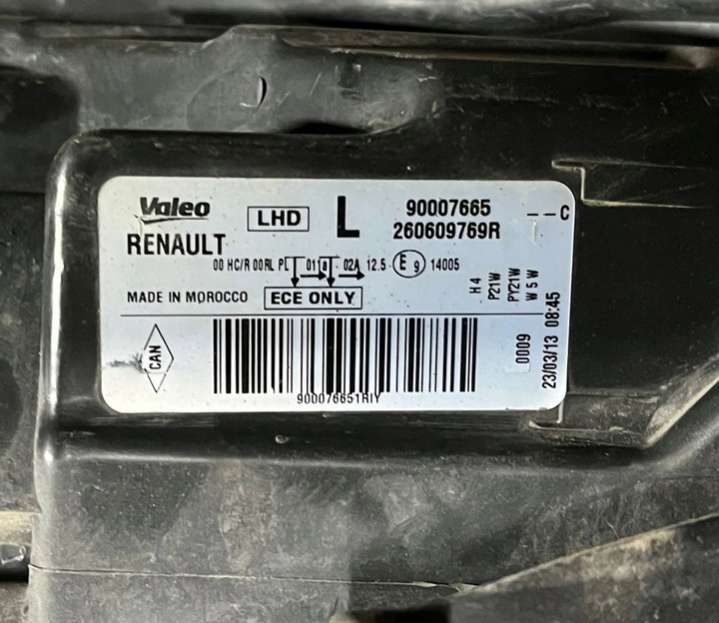 Valeo LHD L 90007665 --C
RENAULT 260609769R
00 HC/R 00RL PL 01 - 02A 12.5 E9 14005
MADE IN MOROCCO ECE ONLY
H4
P21W
PY21W
W5W
CAN
0009
23/03/13 08:45
900076651RIY